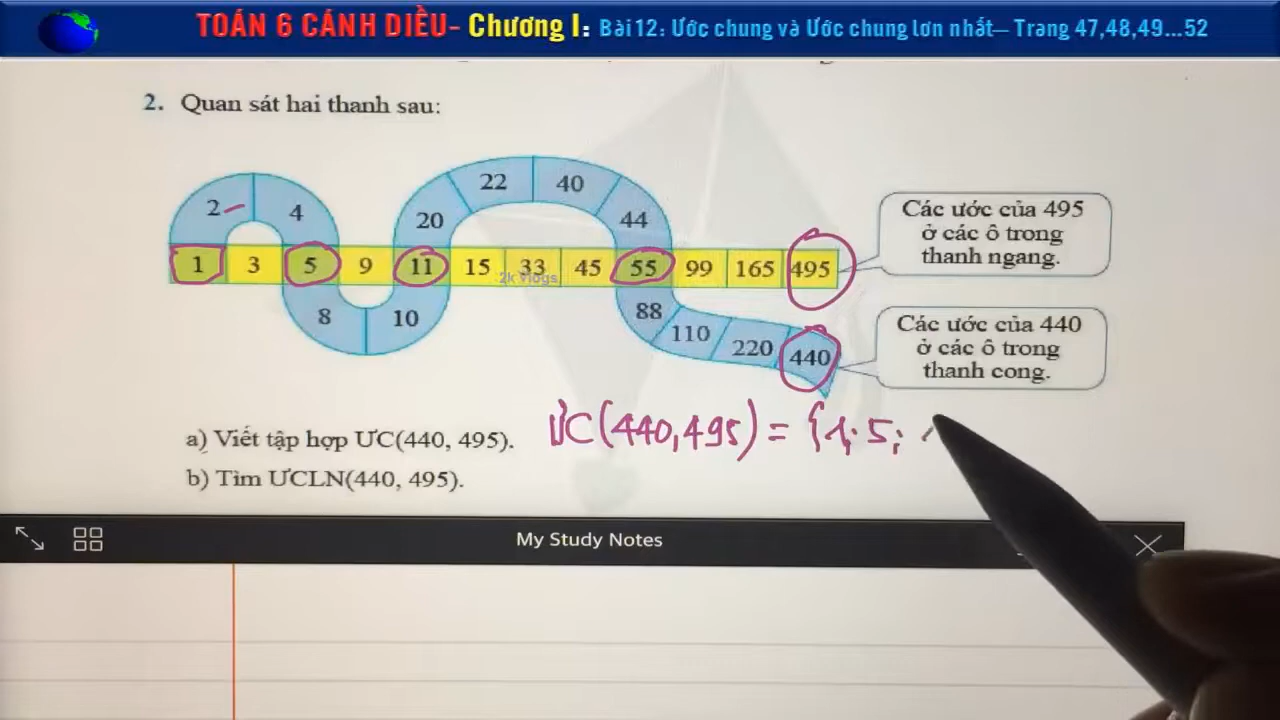 TOÁN 6 CÁNH DIỀU- Chương I: Bài 12: Ước chung và Ước chung lơn nhất– Trang 47,48,49...52
2. Quan sát hai thanh sau:
22 40
2 4 20 44
1 3 5 9 11 15 33 45 55 99 165 495
2k Vlogs
8 10 88 110 220 440
Các ước của 495
ở các ô trong
thanh ngang.
Các ước của 440
ở các ô trong
thanh cong.
a) Viết tập hợp ƯC(440, 495). ƯC(440,495) = {1; 5;
b) Tìm ƯCLN(440, 495).
My Study Notes